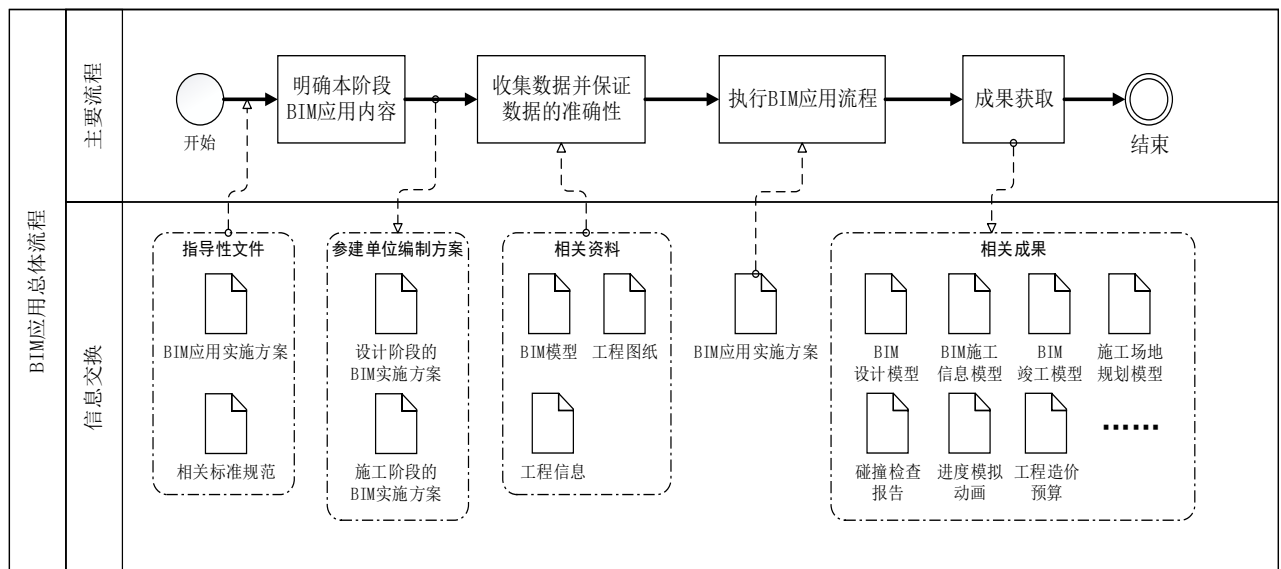 BIM应用总体流程
主要流程
开始
明确本阶段
BIM应用内容
收集数据并保证
数据的准确性
执行BIM应用流程
成果获取
结束
信息交换
指导性文件
BIM应用实施方案
相关标准规范
参建单位编制方案
设计阶段的
BIM实施方案
施工阶段的
BIM实施方案
相关资料
BIM模型
工程图纸
工程信息
BIM应用实施方案
相关成果
BIM
设计模型
BIM施工
信息模型
BIM
竣工模型
施工场地
规划模型
碰撞检查
报告
进度模拟
动画
工程造价
预算
……